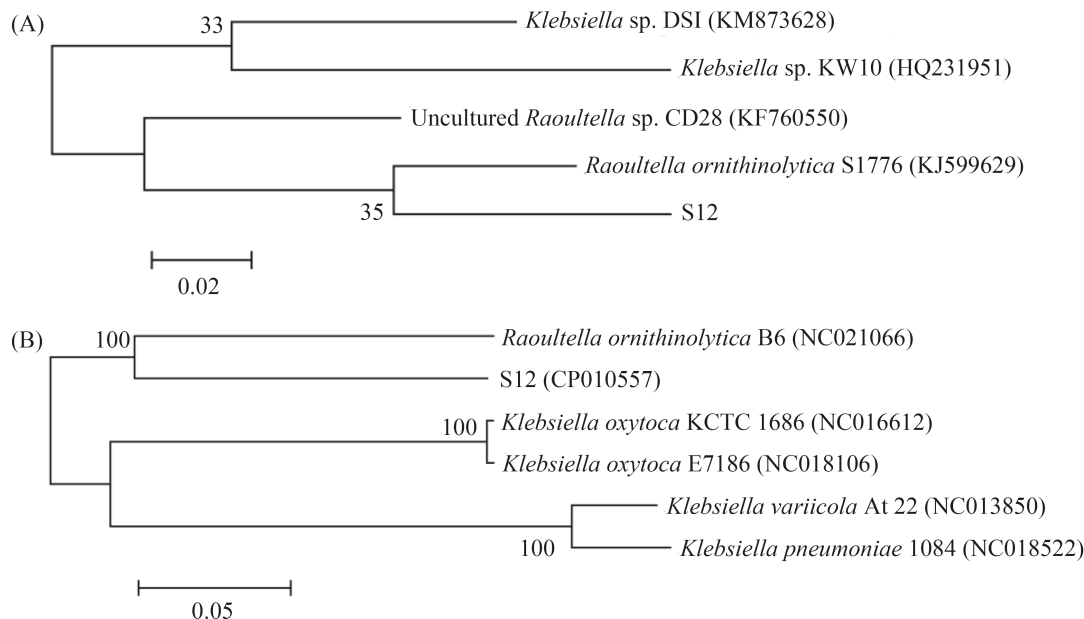 (A)
33
Klebsiella sp. DSI (KM873628)
Klebsiella sp. KW10 (HQ231951)
Uncultured Raoultella sp. CD28 (KF760550)
Raoultella ornithinolytica S1776 (KJ599629)
35
S12
0.02
(B)
100
Raoultella ornithinolytica B6 (NC021066)
S12 (CP010557)
100
Klebsiella oxytoca KCTC 1686 (NC016612)
Klebsiella oxytoca E7186 (NC018106)
Klebsiella variicola At 22 (NC013850)
100
Klebsiella pneumoniae 1084 (NC018522)
0.05